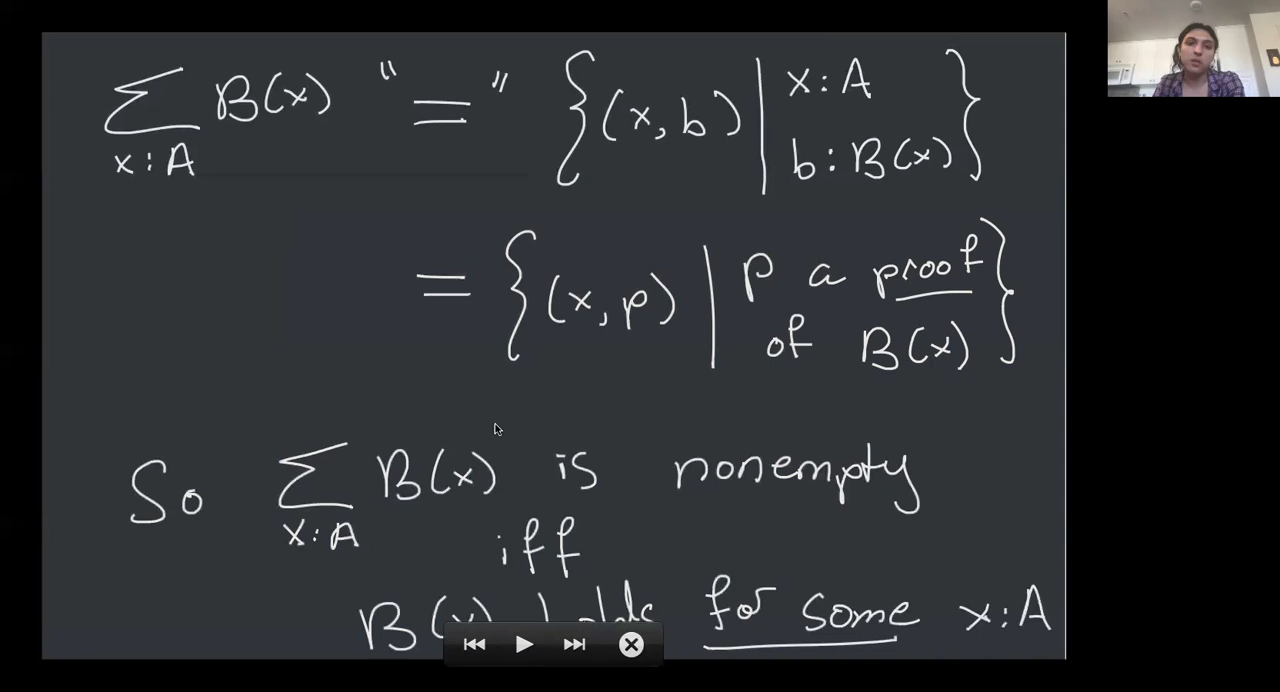 ∑ B(x) "=" { (x, b) | x : A
x : A b : B(x) }
= { (x, p) | p a proof
of B(x) }
So ∑ B(x) is nonempty
x : A
iff
for some x : A